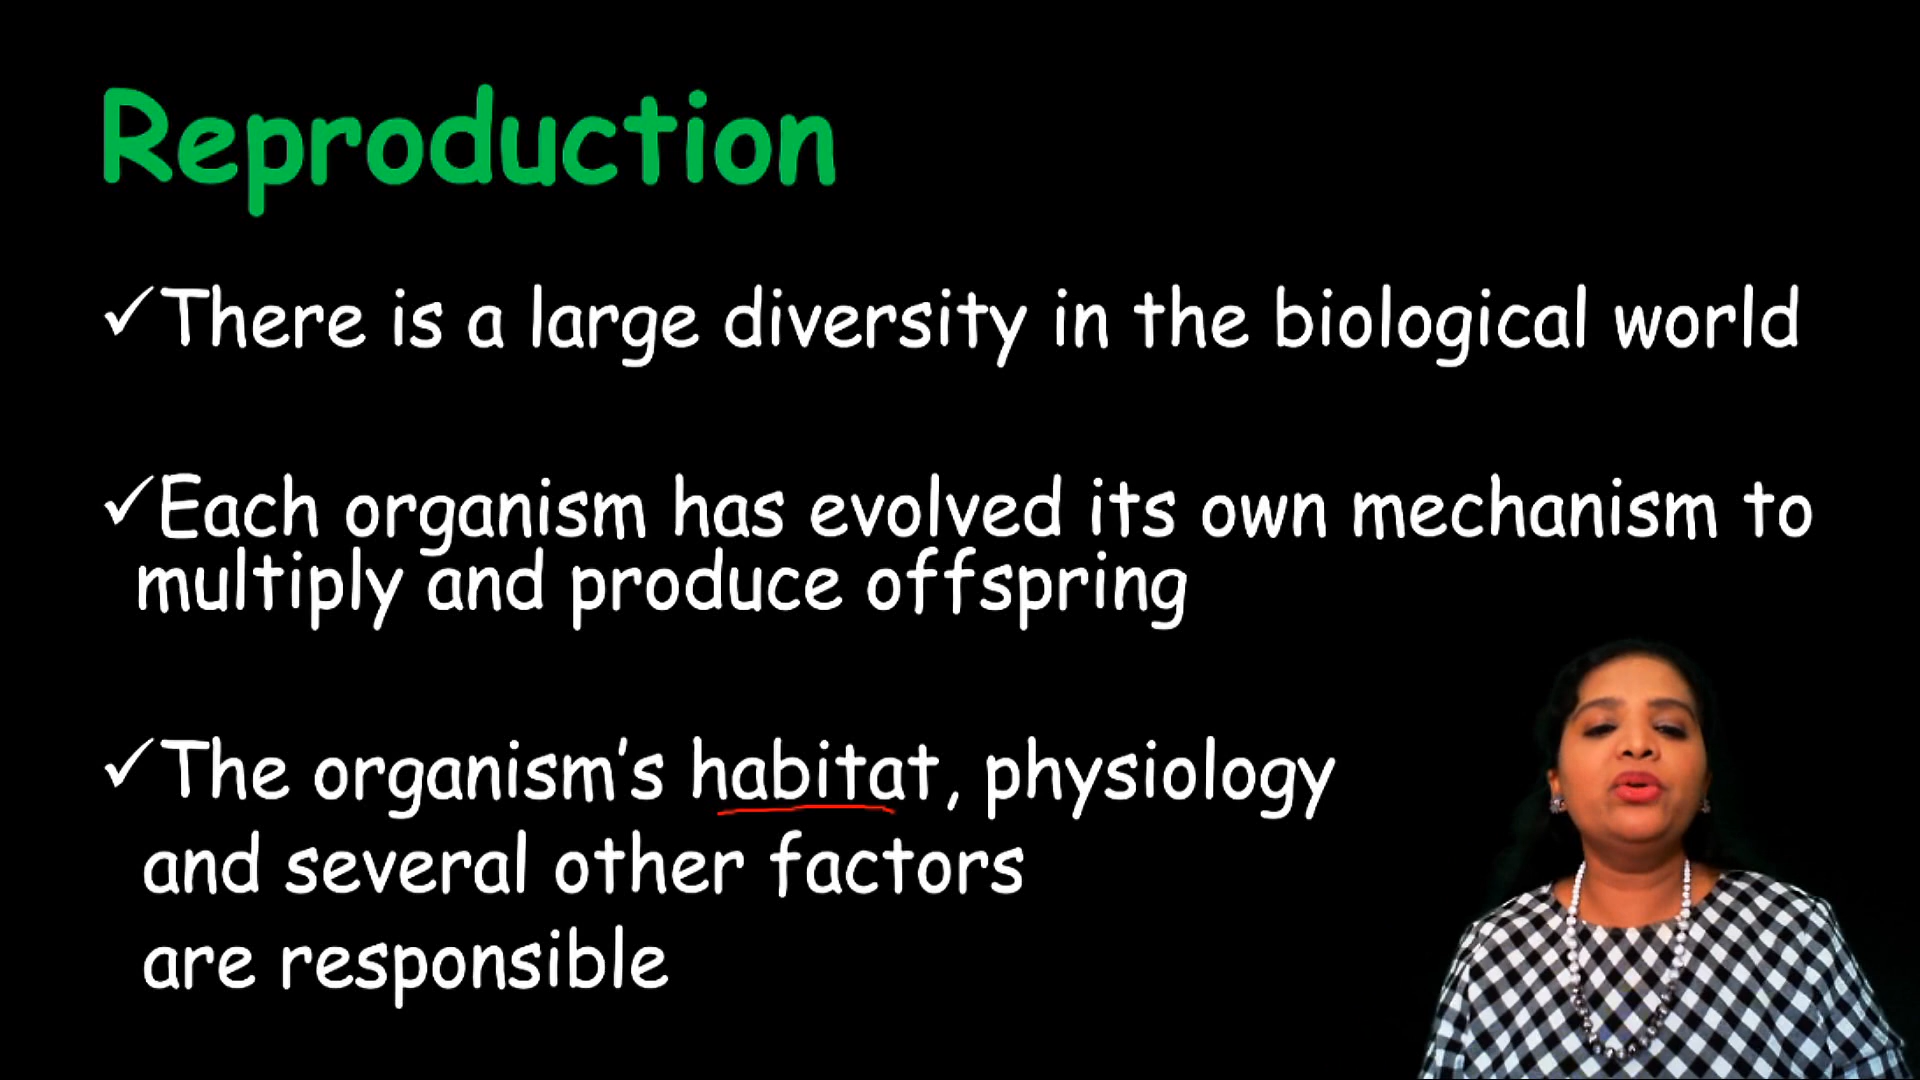 Reproduction
✓There is a large diversity in the biological world
✓Each organism has evolved its own mechanism to
multiply and produce offspring
✓The organism's habitat, physiology
and several other factors
are responsible